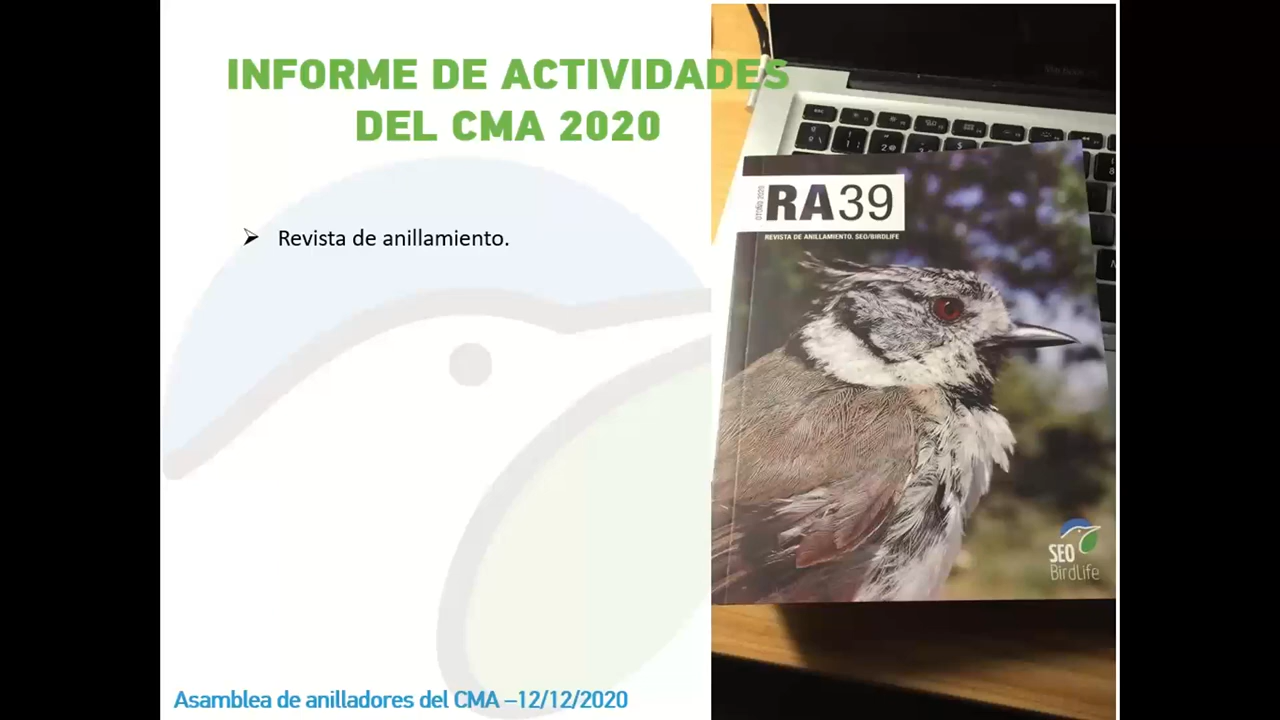 INFORME DE ACTIVIDADES
DEL CMA 2020
➢ Revista de anillamiento.
OTOÑO 2020
RA39
REVISTA DE ANILLAMIENTO. SEO/BIRDLIFE
SEO
BirdLife
Asamblea de anilladores del CMA –12/12/2020